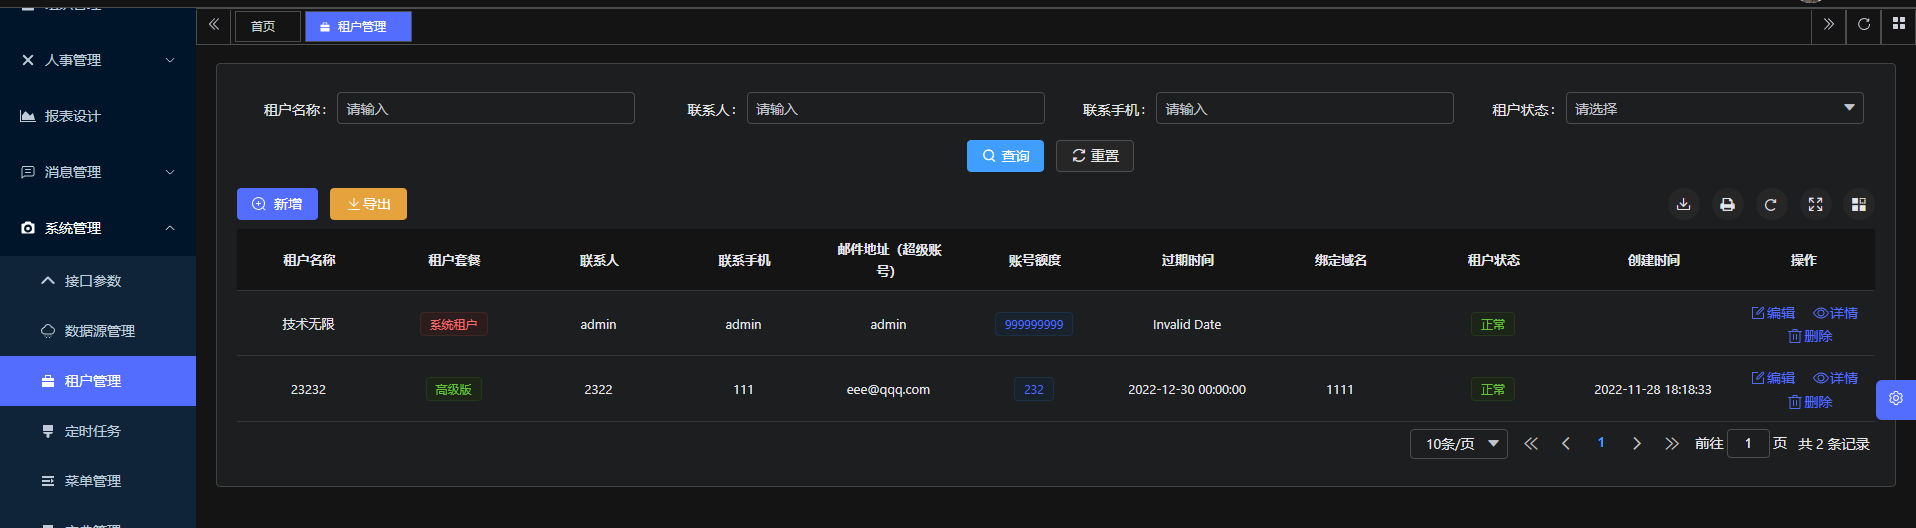 首页
租户管理
人事管理
报表设计
消息管理
系统管理
接口参数
数据源管理
租户管理
定时任务
菜单管理
租户名称： 请输入 联系人： 请输入 联系手机： 请输入 租户状态： 请选择
查询 重置
新增 导出
租户名称 租户套餐 联系人 联系手机 邮件地址（超级账号） 账号额度 过期时间 绑定域名 租户状态 创建时间 操作
技术无限 系统租户 admin admin admin 999999999 Invalid Date 正常 编辑 详情
删除
23232 高级版 2322 111 eee@qqq.com 232 2022-12-30 00:00:00 1111 正常 2022-11-28 18:18:33 编辑 详情
删除
10条/页 1 前往 1 页 共 2 条记录